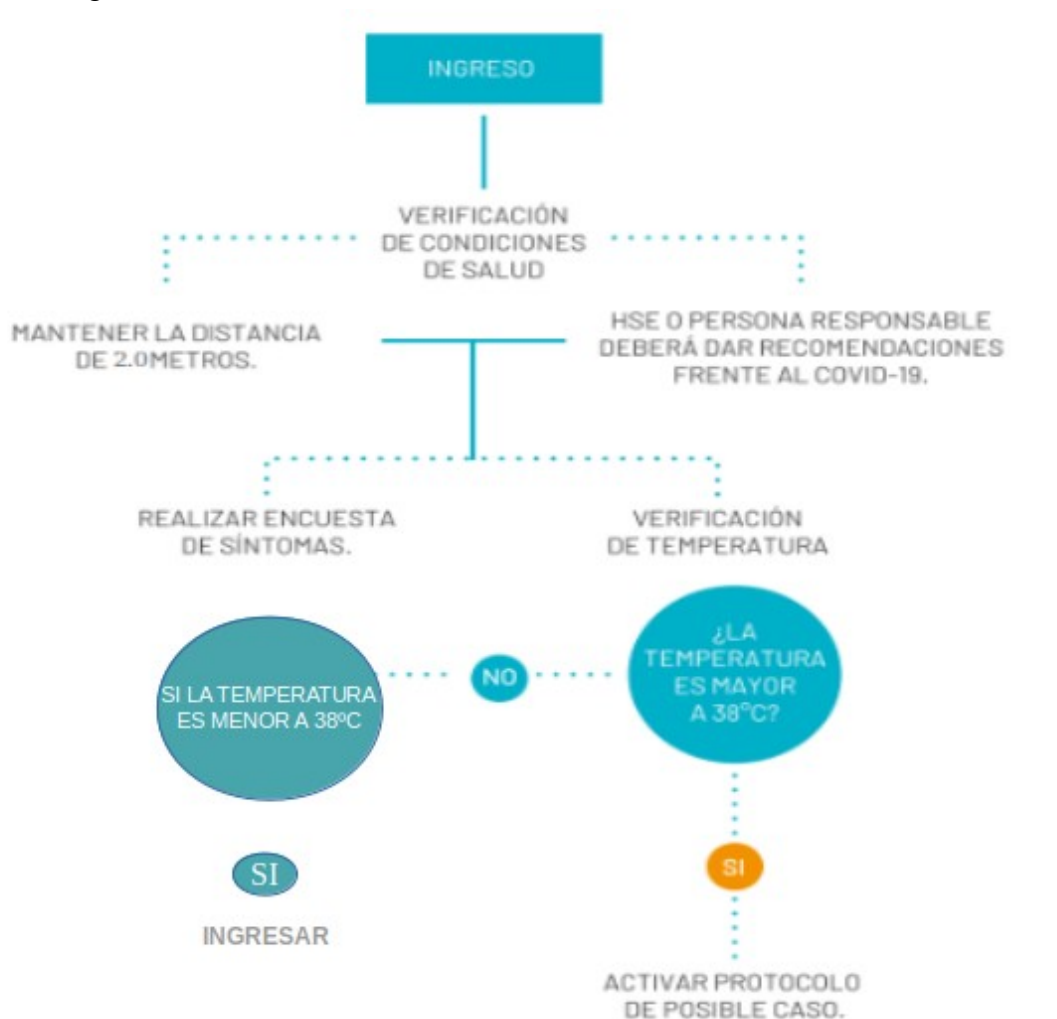 INGRESO
VERIFICACIÓN
DE CONDICIONES
DE SALUD
MANTENER LA DISTANCIA
DE 2.0METROS.
HSE O PERSONA RESPONSABLE
DEBERÁ DAR RECOMENDACIONES
FRENTE AL COVID-19.
REALIZAR ENCUESTA
DE SÍNTOMAS.
VERIFICACIÓN
DE TEMPERATURA
SI LA TEMPERATURA
ES MENOR A 38ºC
NO
¿LA
TEMPERATURA
ES MAYOR
A 38°C?
SI
INGRESAR
SI
ACTIVAR PROTOCOLO
DE POSIBLE CASO.